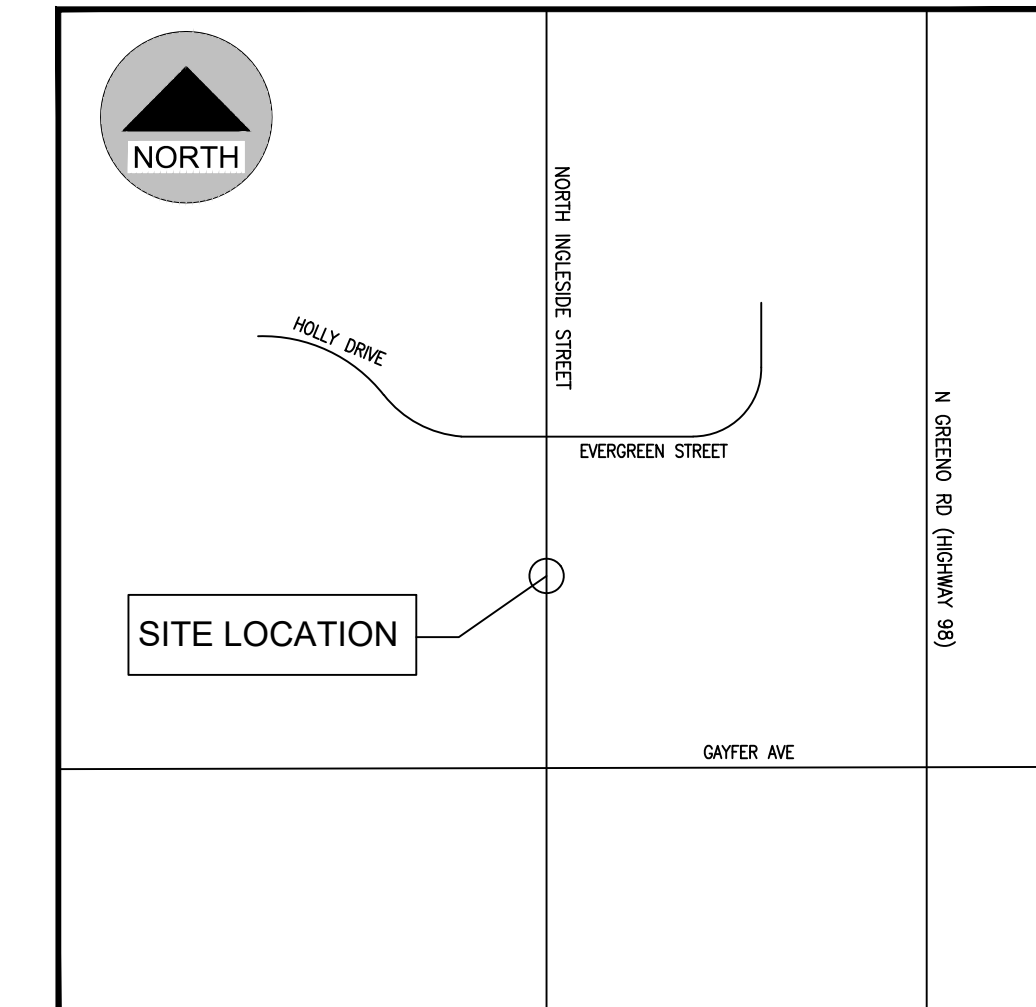 NORTH
NORTH INGLESIDE STREET
HOLLY DRIVE
N GREENO RD (HIGHWAY 98)
EVERGREEN STREET
SITE LOCATION
GAYFER AVE